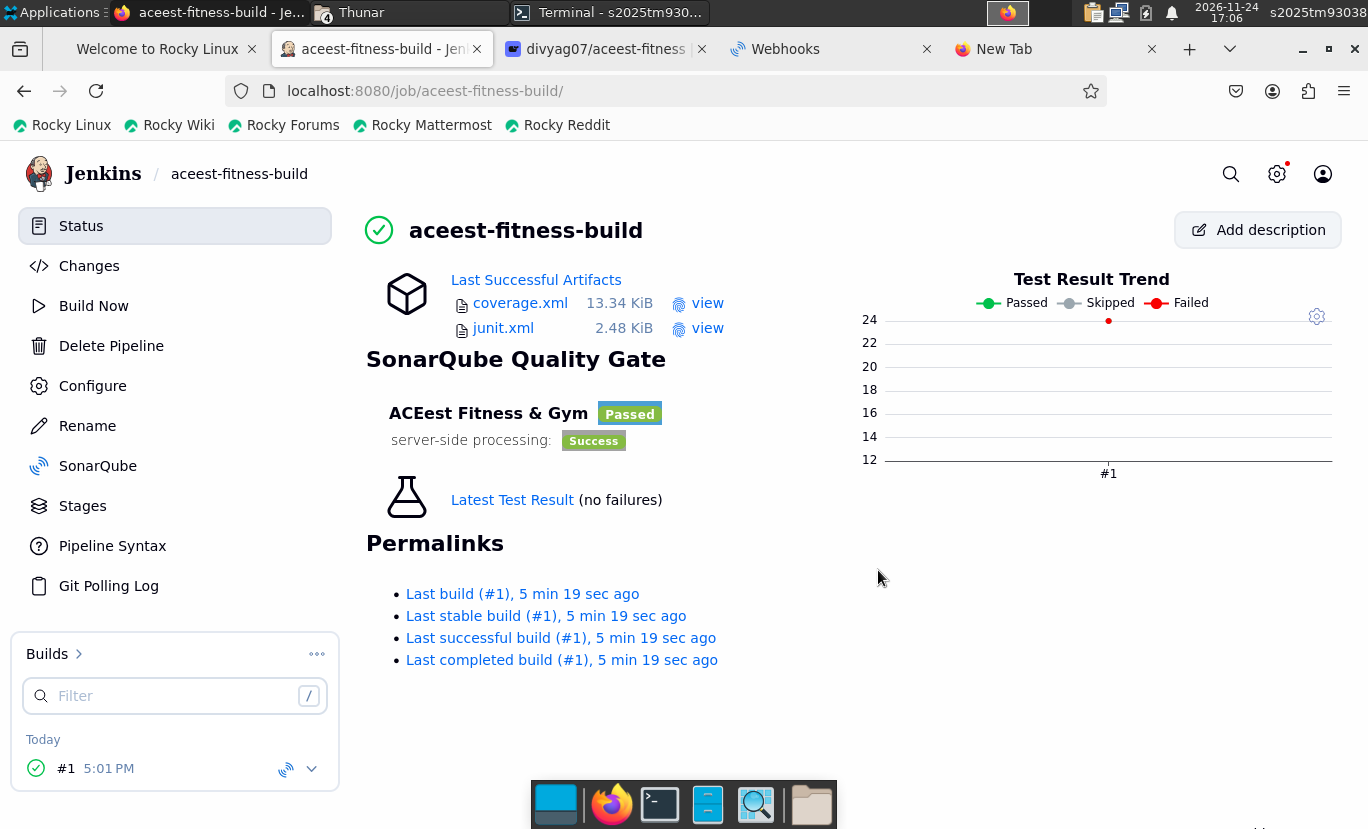 Applications aceest-fitness-build - Je... 4 Thunar Terminal - s2025tm930... 2026-11-24 17:06 s2025tm93038
Welcome to Rocky Linux aceest-fitness-build - Jen divyag07/aceest-fitness Webhooks New Tab
localhost:8080/job/aceest-fitness-build/
Rocky Linux Rocky Wiki Rocky Forums Rocky Mattermost Rocky Reddit
Jenkins / aceest-fitness-build
Status
Changes
Build Now
Delete Pipeline
Configure
Rename
SonarQube
Stages
Pipeline Syntax
Git Polling Log
Builds
Filter /
Today
#1 5:01 PM
aceest-fitness-build
Add description
Last Successful Artifacts
coverage.xml 13.34 KiB view
junit.xml 2.48 KiB view
SonarQube Quality Gate
ACEest Fitness & Gym Passed
server-side processing: Success
Latest Test Result (no failures)
Permalinks
Last build (#1), 5 min 19 sec ago
Last stable build (#1), 5 min 19 sec ago
Last successful build (#1), 5 min 19 sec ago
Last completed build (#1), 5 min 19 sec ago
Test Result Trend
Passed Skipped Failed
24
22
20
18
16
14
12
#1